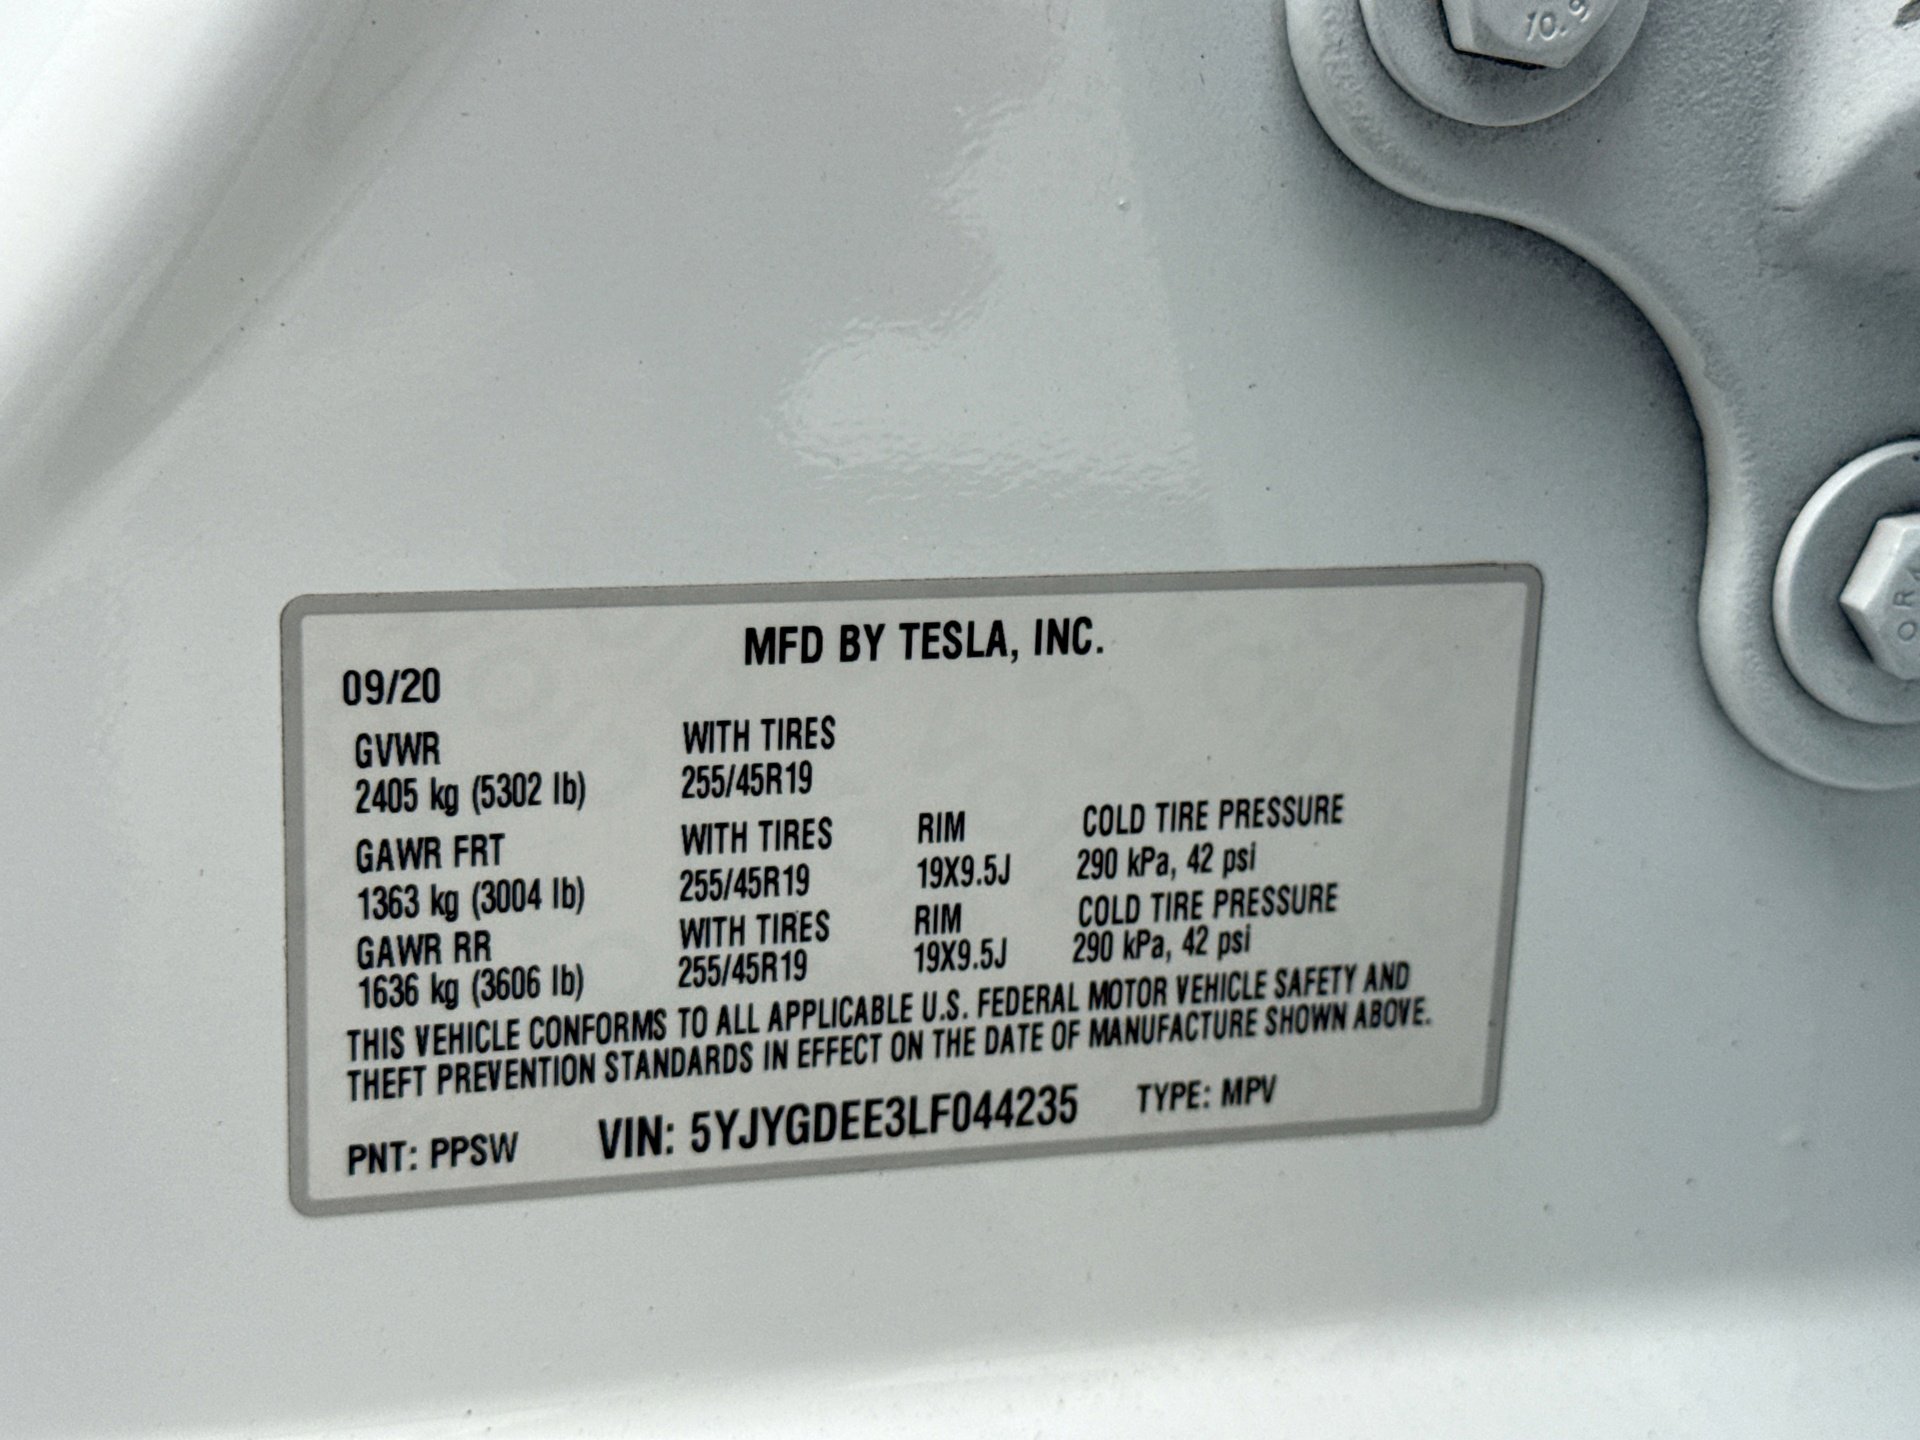 10.9
MFD BY TESLA, INC.
09/20
GVWR WITH TIRES
2405 kg (5302 lb) 255/45R19
GAWR FRT WITH TIRES RIM COLD TIRE PRESSURE
1363 kg (3004 lb) 255/45R19 19X9.5J 290 kPa, 42 psi
GAWR RR WITH TIRES RIM COLD TIRE PRESSURE
1636 kg (3606 lb) 255/45R19 19X9.5J 290 kPa, 42 psi
THIS VEHICLE CONFORMS TO ALL APPLICABLE U.S. FEDERAL MOTOR VEHICLE SAFETY AND
THEFT PREVENTION STANDARDS IN EFFECT ON THE DATE OF MANUFACTURE SHOWN ABOVE.
PNT: PPSW VIN: 5YJYGDEE3LF044235 TYPE: MPV